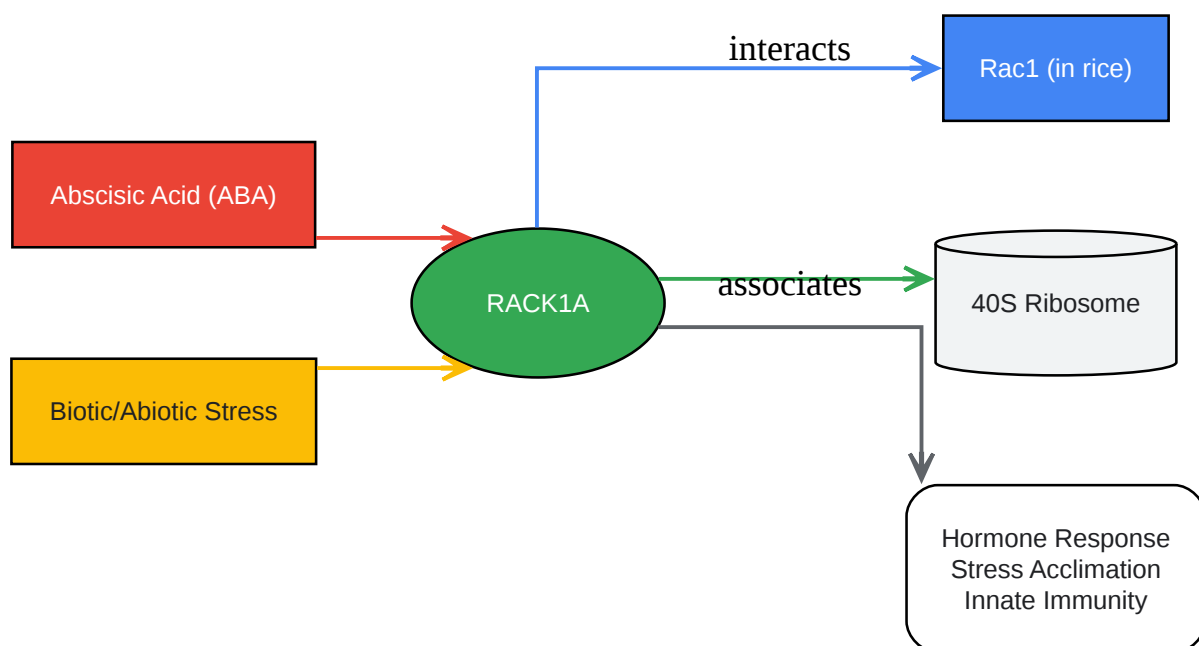 interacts
Rac1 (in rice)
Abscisic Acid (ABA)
RACK1A
associates
40S Ribosome
Biotic/Abiotic Stress
Hormone Response
Stress Acclimation
Innate Immunity